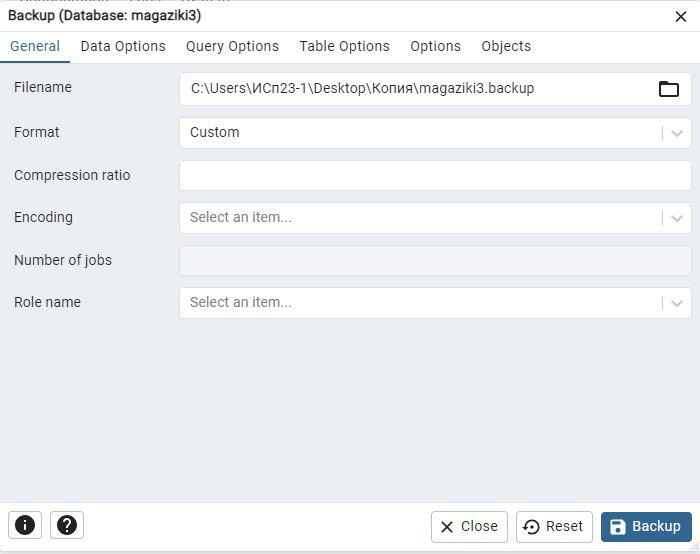 Backup (Database: magaziki3)
General Data Options Query Options Table Options Options Objects
Filename C:\Users\ИСп23-1\Desktop\Копия\magaziki3.backup
Format Custom
Compression ratio
Encoding Select an item...
Number of jobs
Role name Select an item...
Close Reset Backup